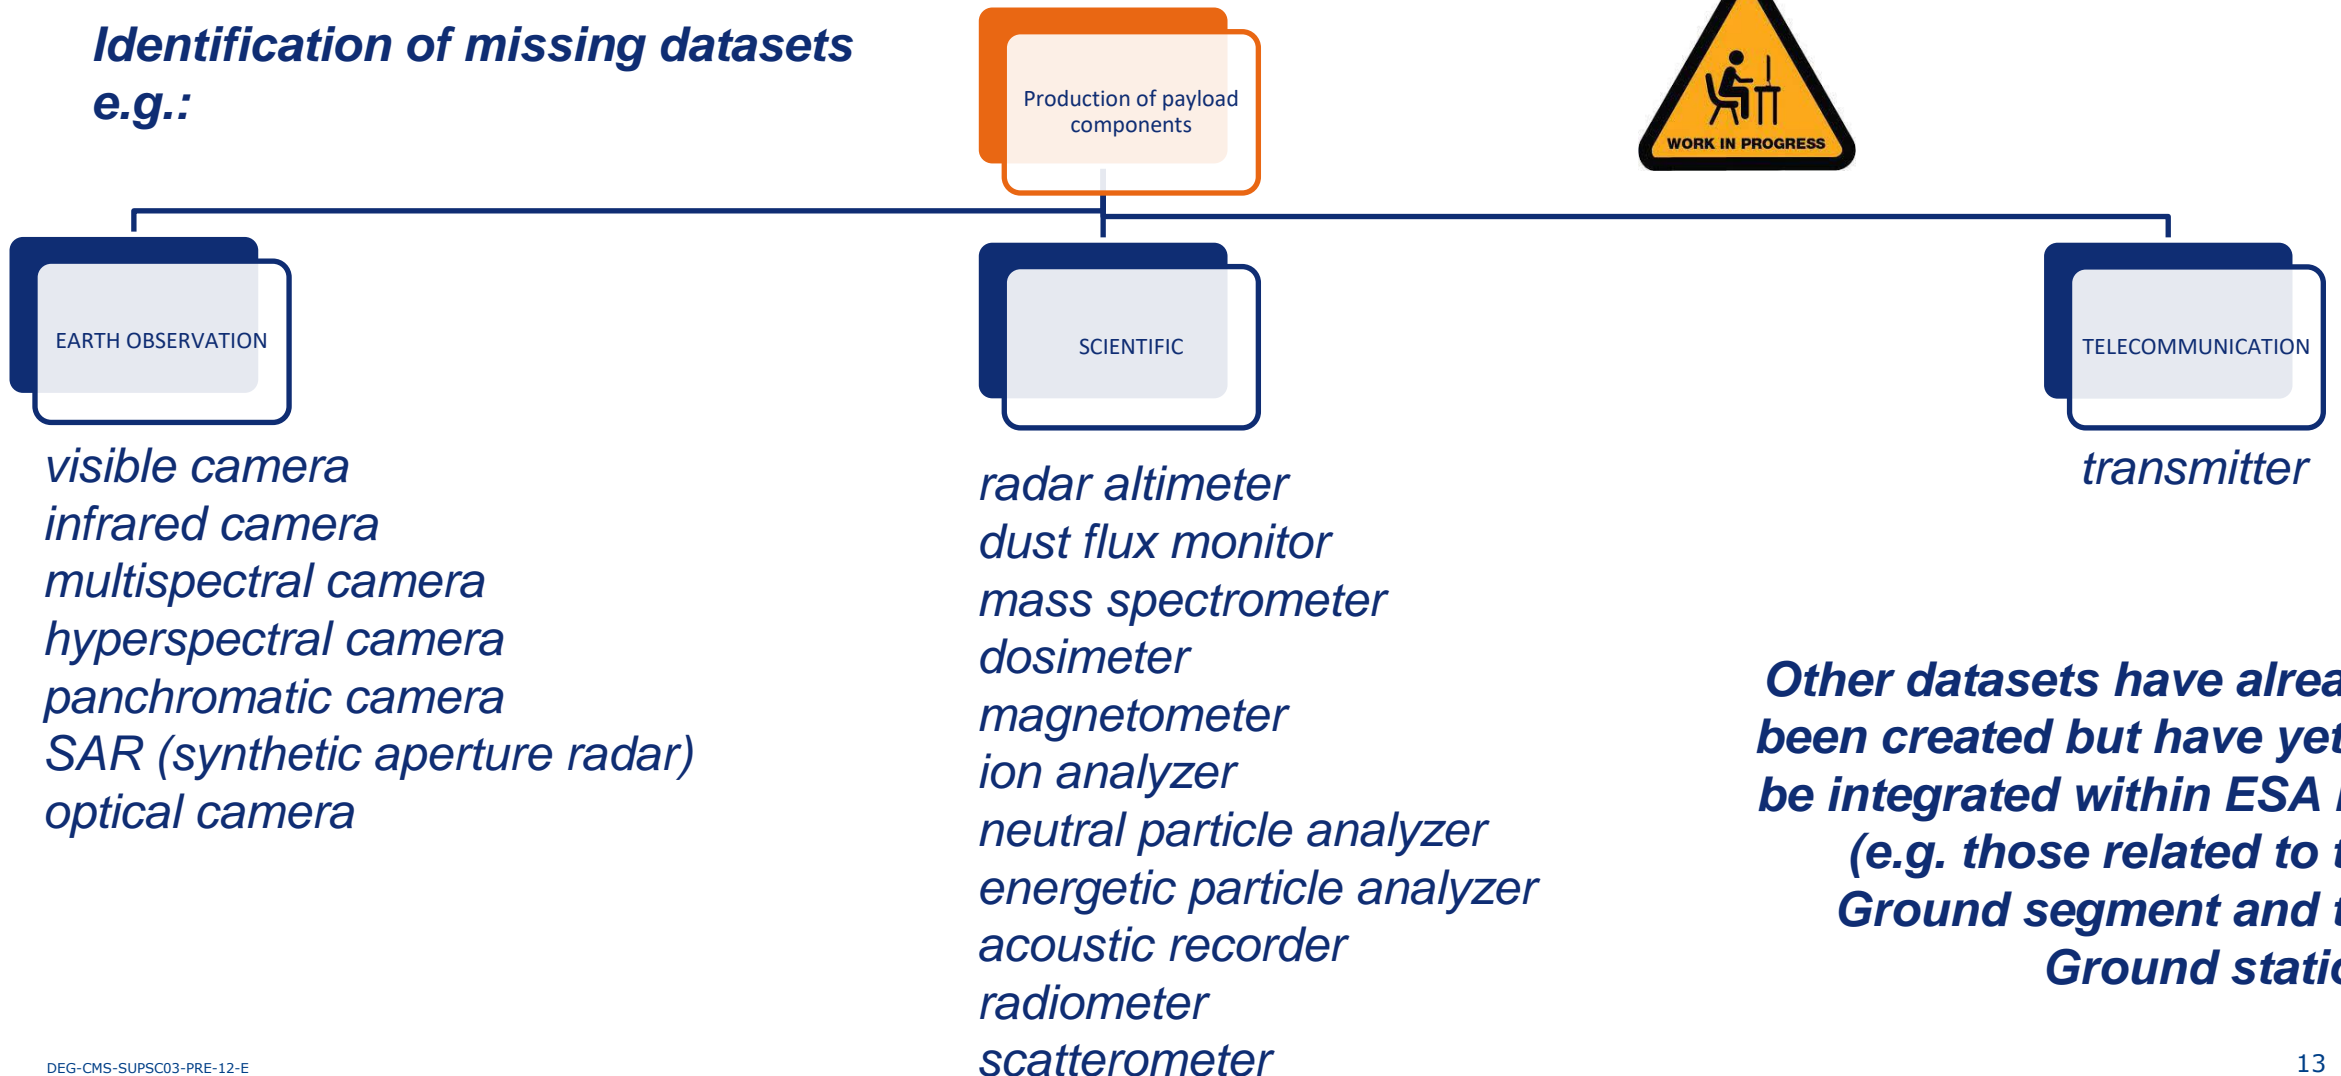 Identification of missing datasets
e.g.:
Production of payload
components
WORK IN PROGRESS
EARTH OBSERVATION
visible camera
infrared camera
multispectral camera
hyperspectral camera
panchromatic camera
SAR (synthetic aperture radar)
optical camera
SCIENTIFIC
radar altimeter
dust flux monitor
mass spectrometer
dosimeter
magnetometer
ion analyzer
neutral particle analyzer
energetic particle analyzer
acoustic recorder
radiometer
scatterometer
TELECOMMUNICATION
transmitter
Other datasets have
been created but have yet
be integrated within ESA
(e.g. those related to
Ground segment and
Ground
DEG-CMS-SUPSC03-PRE-12-E
13